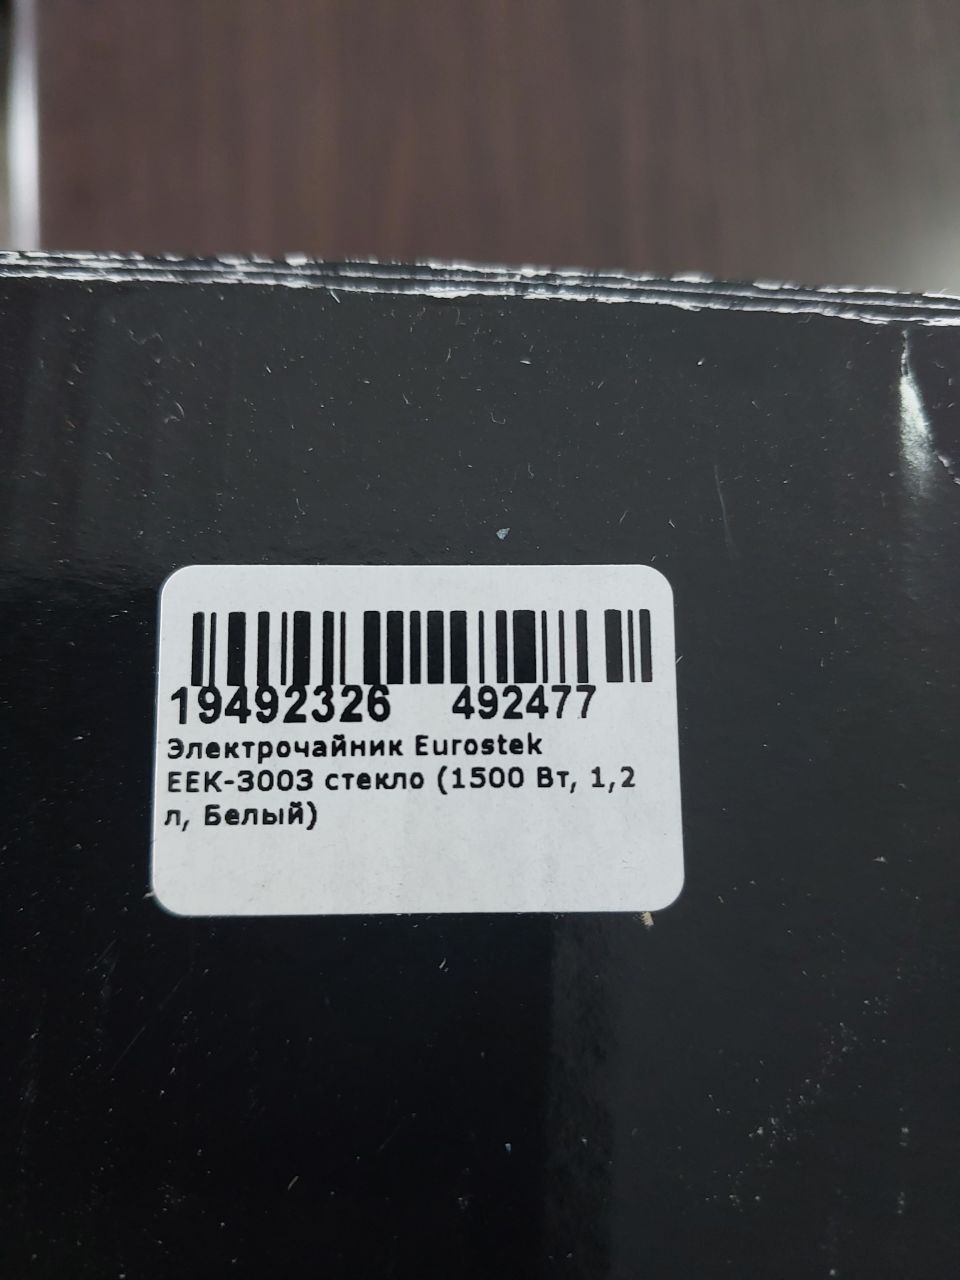 19492326 492477
Электрочайник Eurostek
EEK-3003 стекло (1500 Вт, 1,2
л, Белый)